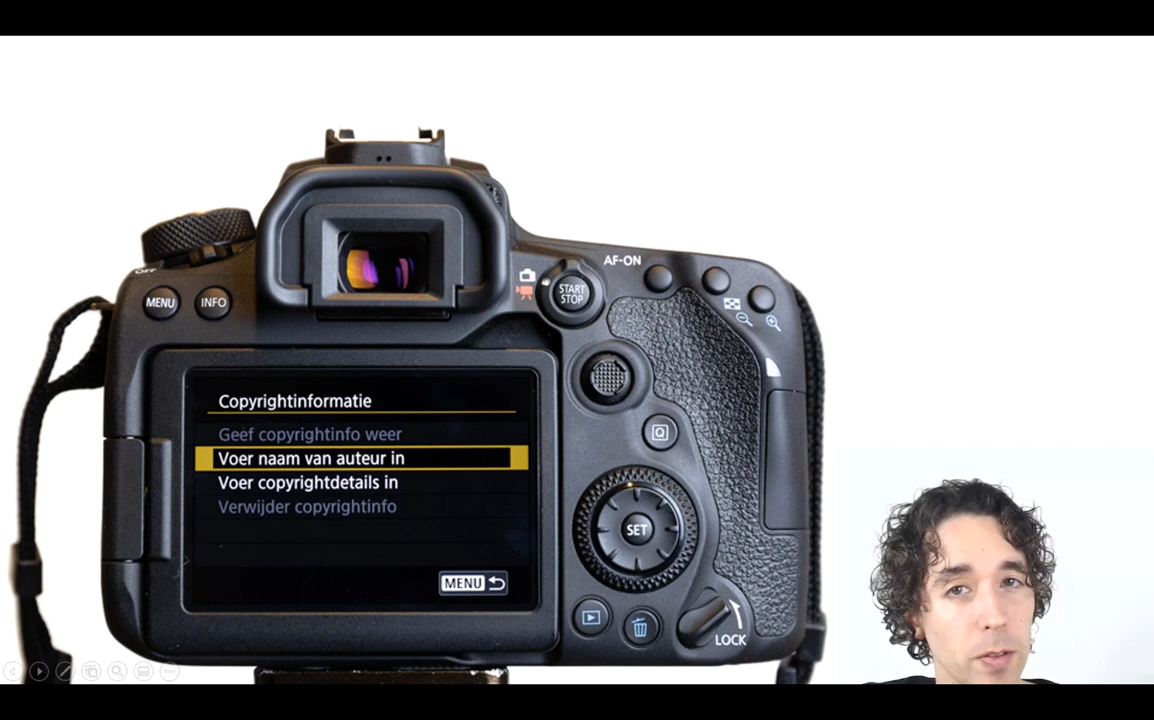 AF-ON
OFF
MENU
INFO
START
STOP
Copyrightinformatie
Geef copyrightinfo weer
Voer naam van auteur in
Voer copyrightdetails in
Verwijder copyrightinfo
MENU
Q
SET
LOCK